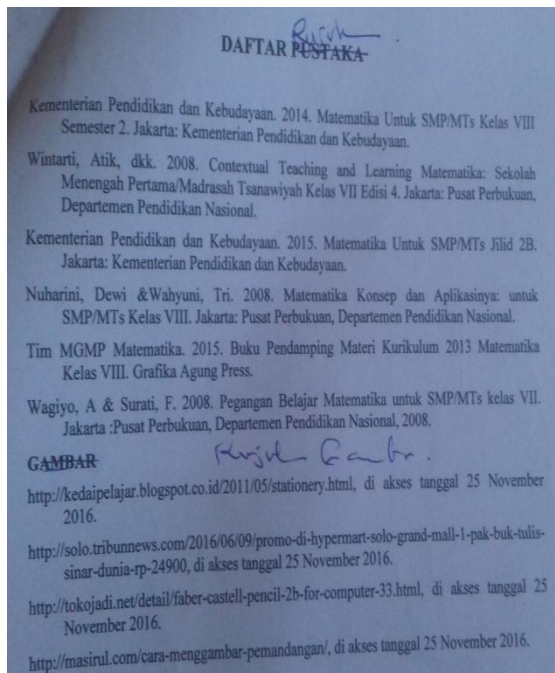 Rujuk
DAFTAR PUSTAKA
Kementerian Pendidikan dan Kebudayaan. 2014. Matematika Untuk SMP/MTs Kelas VIII
Semester 2. Jakarta: Kementerian Pendidikan dan Kebudayaan.
Wintarti, Atik, dkk. 2008. Contextual Teaching and Learning Matematika: Sekolah
Menengah Pertama/Madrasah Tsanawiyah Kelas VII Edisi 4. Jakarta: Pusat Perbukuan,
Departemen Pendidikan Nasional.
Kementerian Pendidikan dan Kebudayaan. 2015. Matematika Untuk SMP/MTs Jilid 2B.
Jakarta: Kementerian Pendidikan dan Kebudayaan.
Nuharini, Dewi &Wahyuni, Tri. 2008. Matematika Konsep dan Aplikasinya: untuk
SMP/MTs Kelas VIII. Jakarta: Pusat Perbukuan, Departemen Pendidikan Nasional.
Tim MGMP Matematika. 2015. Buku Pendamping Materi Kurikulum 2013 Matematika
Kelas VIII. Grafika Agung Press.
Wagiyo, A & Surati, F. 2008. Pegangan Belajar Matematika untuk SMP/MTs kelas VII.
Jakarta :Pusat Perbukuan, Departemen Pendidikan Nasional, 2008.
GAMBAR
http://kedaipelajar.blogspot.co.id/2011/05/stationery.html, di akses tanggal 25 November
2016.
http://solo.tribunnews.com/2016/06/09/promo-di-hypermart-solo-grand-mall-1-pak-buk-tulis-
sinar-dunia-rp-24900, di akses tanggal 25 November 2016.
http://tokojadi.net/detail/faber-castell-pencil-2b-for-computer-33.html, di akses tanggal 25
November 2016.
http://masirul.com/cara-menggambar-pemandangan/, di akses tanggal 25 November 2016.